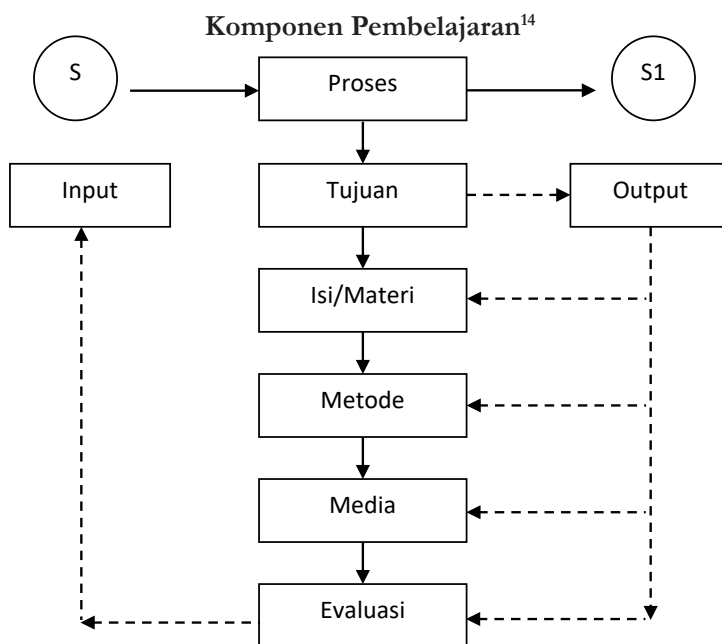 Komponen Pembelajaran¹⁴
S
Proses
S1
Input
Tujuan
Output
Isi/Materi
Metode
Media
Evaluasi